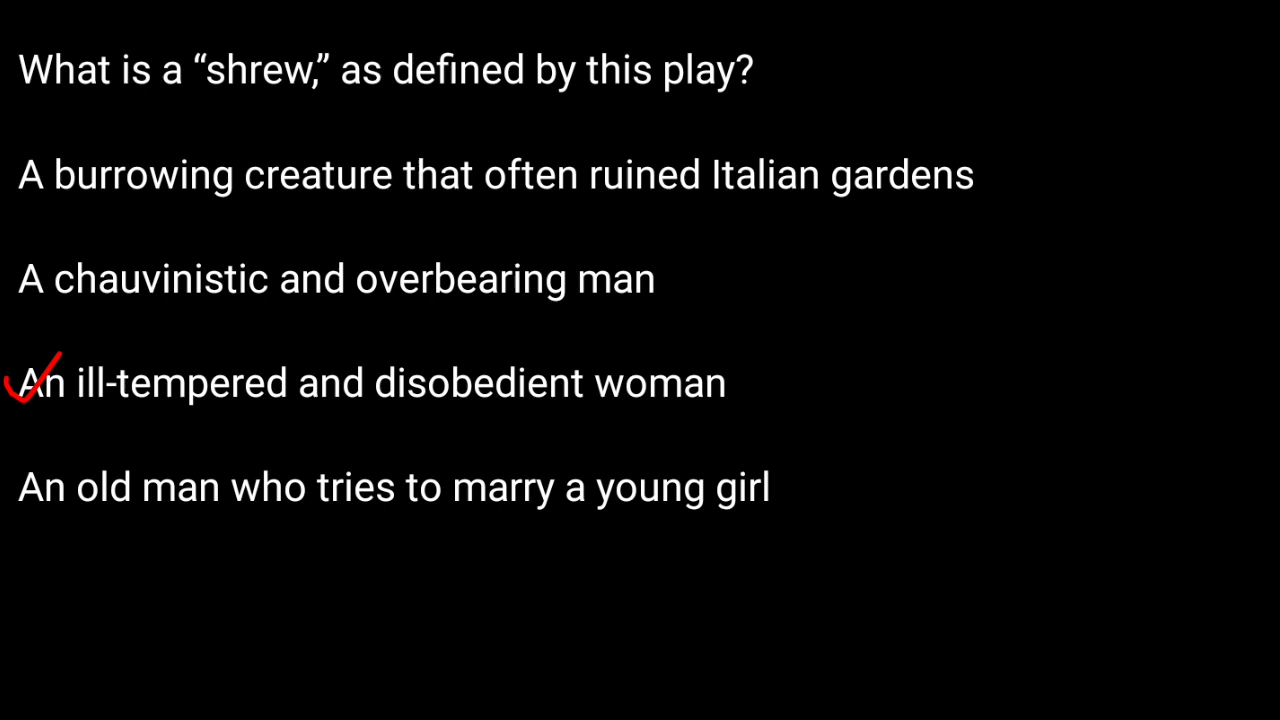 What is a “shrew,” as defined by this play?
A burrowing creature that often ruined Italian gardens
A chauvinistic and overbearing man
An ill-tempered and disobedient woman
An old man who tries to marry a young girl